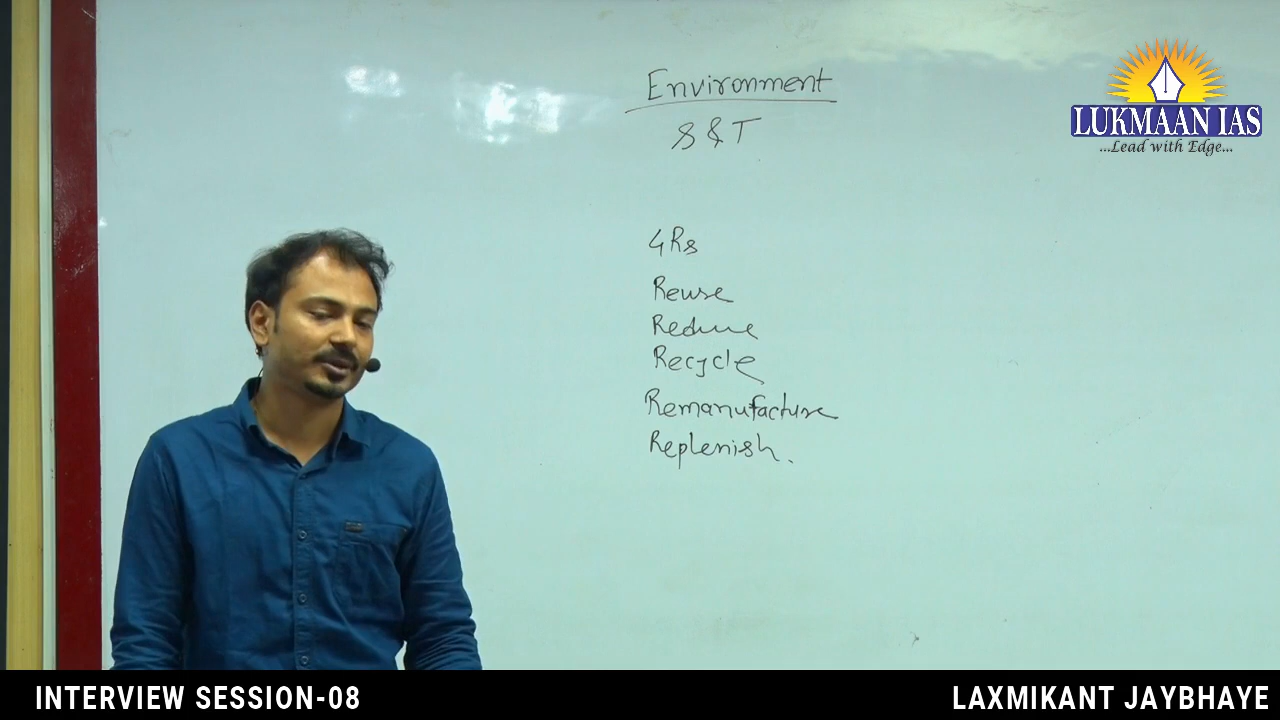 Environment
S & T
LUKMAAN IAS
...Lead with Edge...
4Rs
Reuse
Reduce
Recycle
Remanufacture
Replenish.
INTERVIEW SESSION-08
LAXMIKANT JAYBHAYE